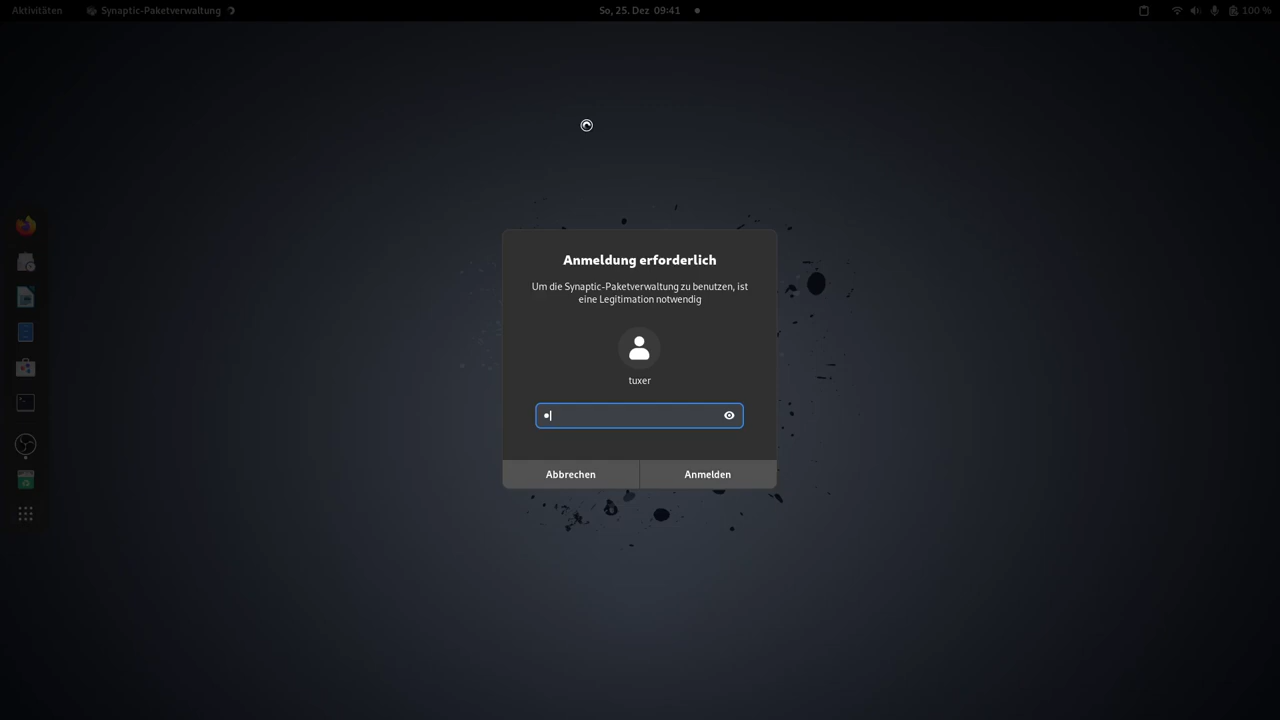 Aktivitäten
Synaptic-Paketverwaltung
So, 25. Dez 09:41
100 %
Anmeldung erforderlich
Um die Synaptic-Paketverwaltung zu benutzen, ist
eine Legitimation notwendig
tuxer
Abbrechen
Anmelden